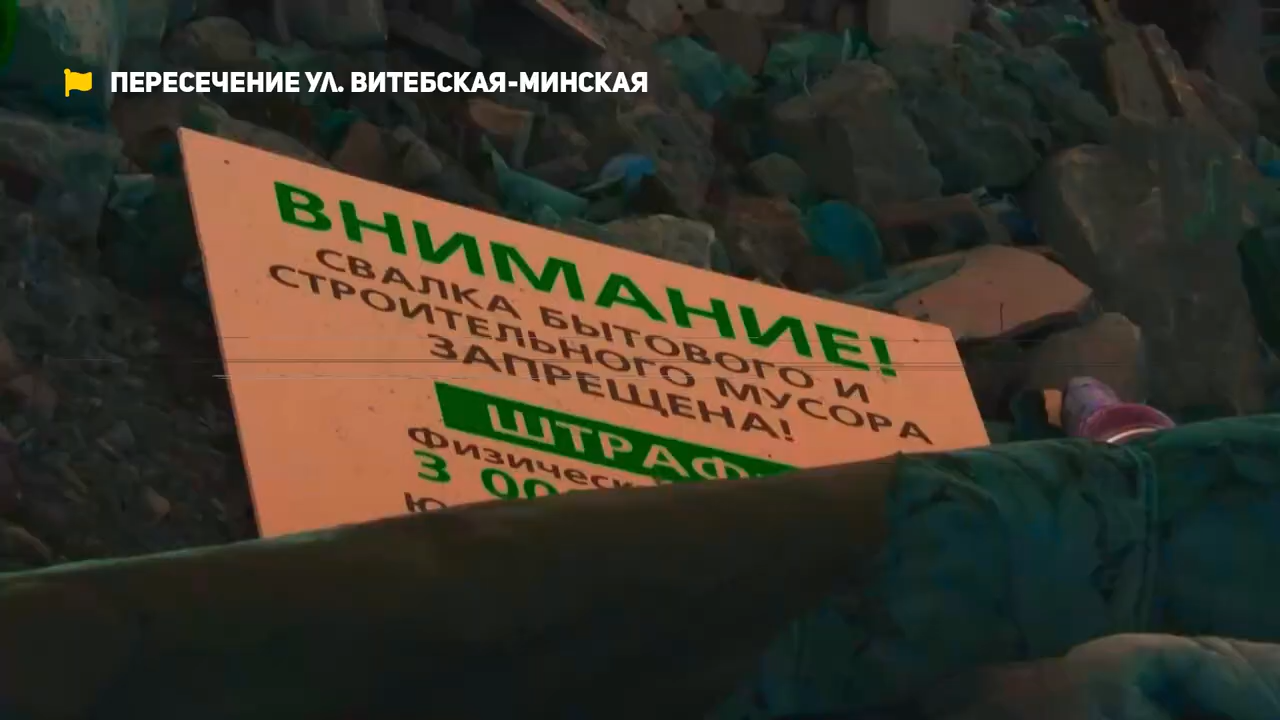 ПЕРЕСЕЧЕНИЕ УЛ. ВИТЕБСКАЯ-МИНСКАЯ
ВНИМАНИЕ!
СВАЛКА БЫТОВОГО И
СТРОИТЕЛЬНОГО МУСОРА
ЗАПРЕЩЕНА!